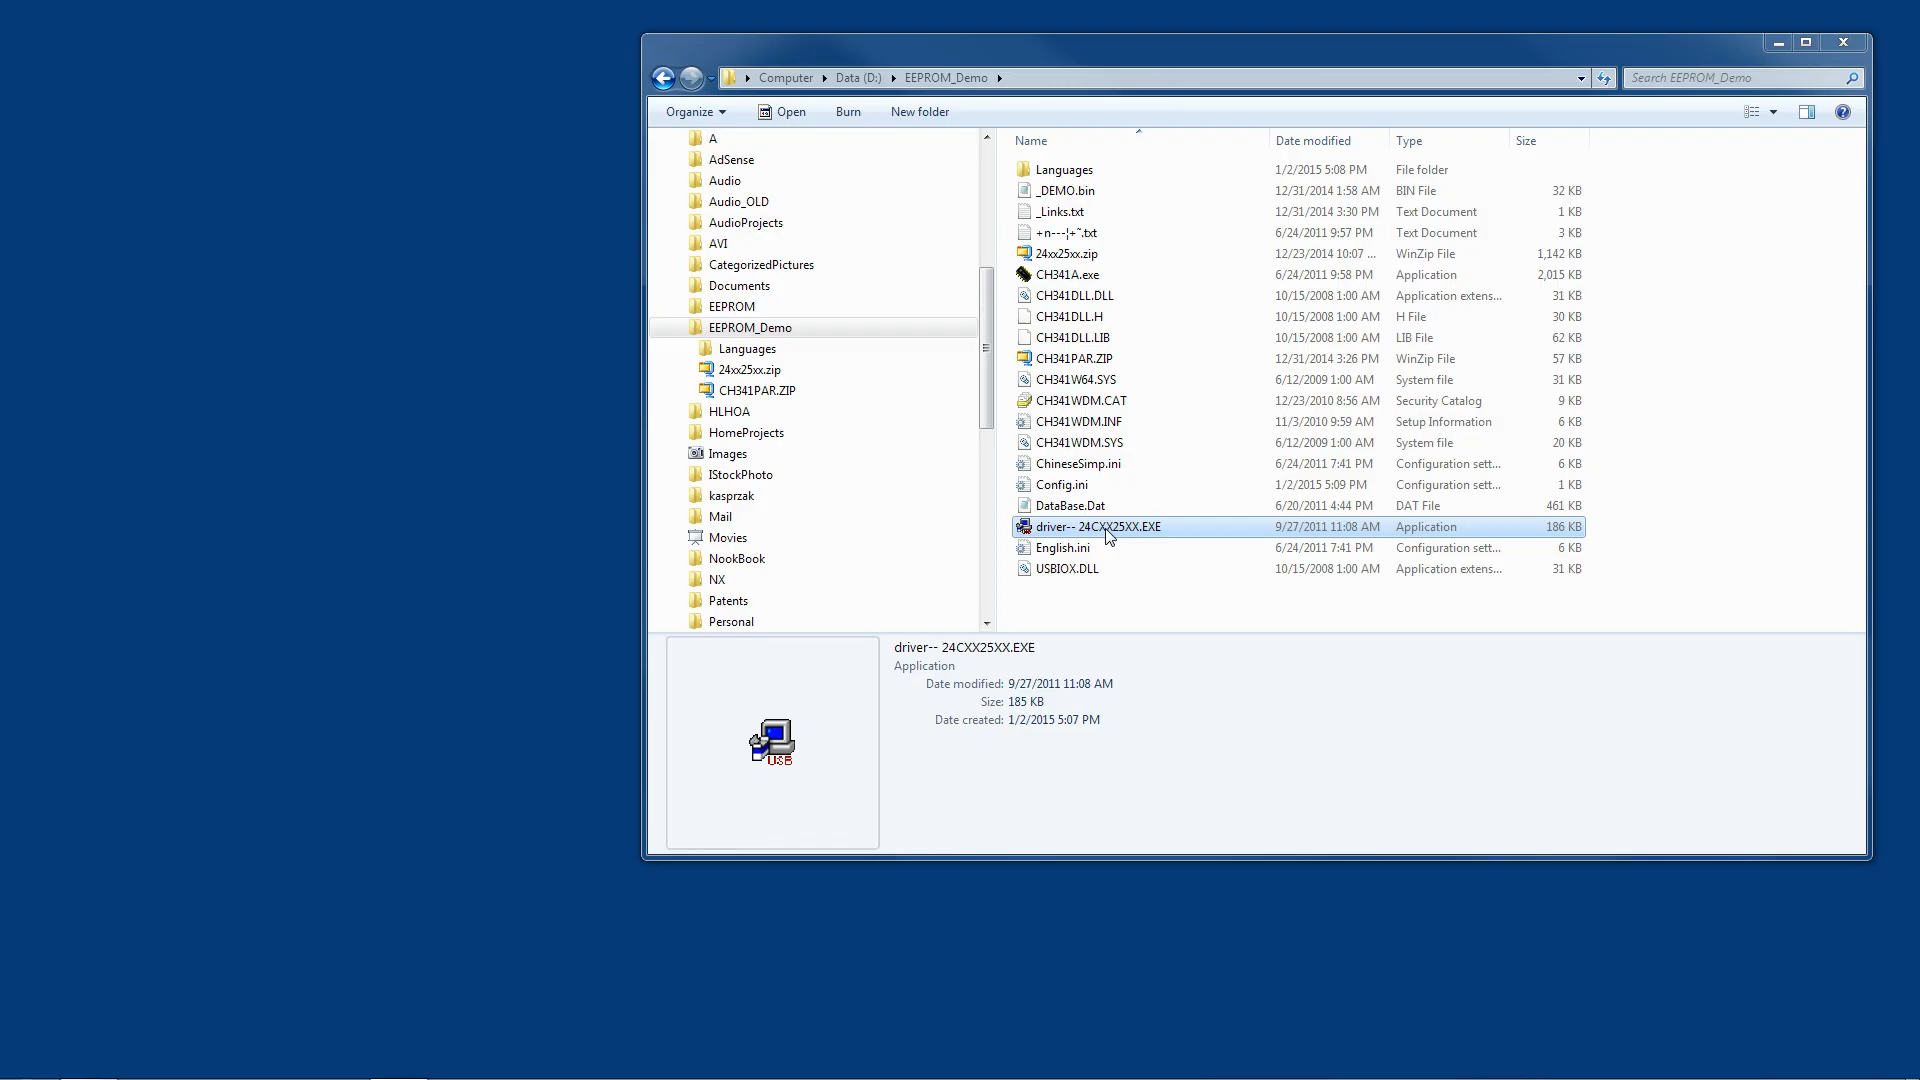 Computer Data (D:) EEPROM_Demo Search EEPROM_Demo
Organize Open Burn New folder
A
AdSense
Audio
Audio_OLD
AudioProjects
AVI
CategorizedPictures
Documents
EEPROM
EEPROM_Demo
Languages
24xx25xx.zip
CH341PAR.ZIP
HLHOA
HomeProjects
Images
IStockPhoto
kasprzak
Mail
Movies
NookBook
NX
Patents
Personal
Name Date modified Type Size
Languages 1/2/2015 5:08 PM File folder
_DEMO.bin 12/31/2014 1:58 AM BIN File 32 KB
_Links.txt 12/31/2014 3:30 PM Text Document 1 KB
+n---¦+~.txt 6/24/2011 9:57 PM Text Document 3 KB
24xx25xx.zip 12/23/2014 10:07 ... WinZip File 1,142 KB
CH341A.exe 6/24/2011 9:58 PM Application 2,015 KB
CH341DLL.DLL 10/15/2008 1:00 AM Application extens... 31 KB
CH341DLL.H 10/15/2008 1:00 AM H File 30 KB
CH341DLL.LIB 10/15/2008 1:00 AM LIB File 62 KB
CH341PAR.ZIP 12/31/2014 3:26 PM WinZip File 57 KB
CH341W64.SYS 6/12/2009 1:00 AM System file 31 KB
CH341WDM.CAT 12/23/2010 8:56 AM Security Catalog 9 KB
CH341WDM.INF 11/3/2010 9:59 AM Setup Information 6 KB
CH341WDM.SYS 6/12/2009 1:00 AM System file 20 KB
ChineseSimp.ini 6/24/2011 7:41 PM Configuration sett... 6 KB
Config.ini 1/2/2015 5:09 PM Configuration sett... 1 KB
DataBase.Dat 6/20/2011 4:44 PM DAT File 461 KB
driver-- 24CXX25XX.EXE 9/27/2011 11:08 AM Application 186 KB
English.ini 6/24/2011 7:41 PM Configuration sett... 6 KB
USBIOX.DLL 10/15/2008 1:00 AM Application extens... 31 KB
USB
driver-- 24CXX25XX.EXE
Application
Date modified: 9/27/2011 11:08 AM
Size: 185 KB
Date created: 1/2/2015 5:07 PM